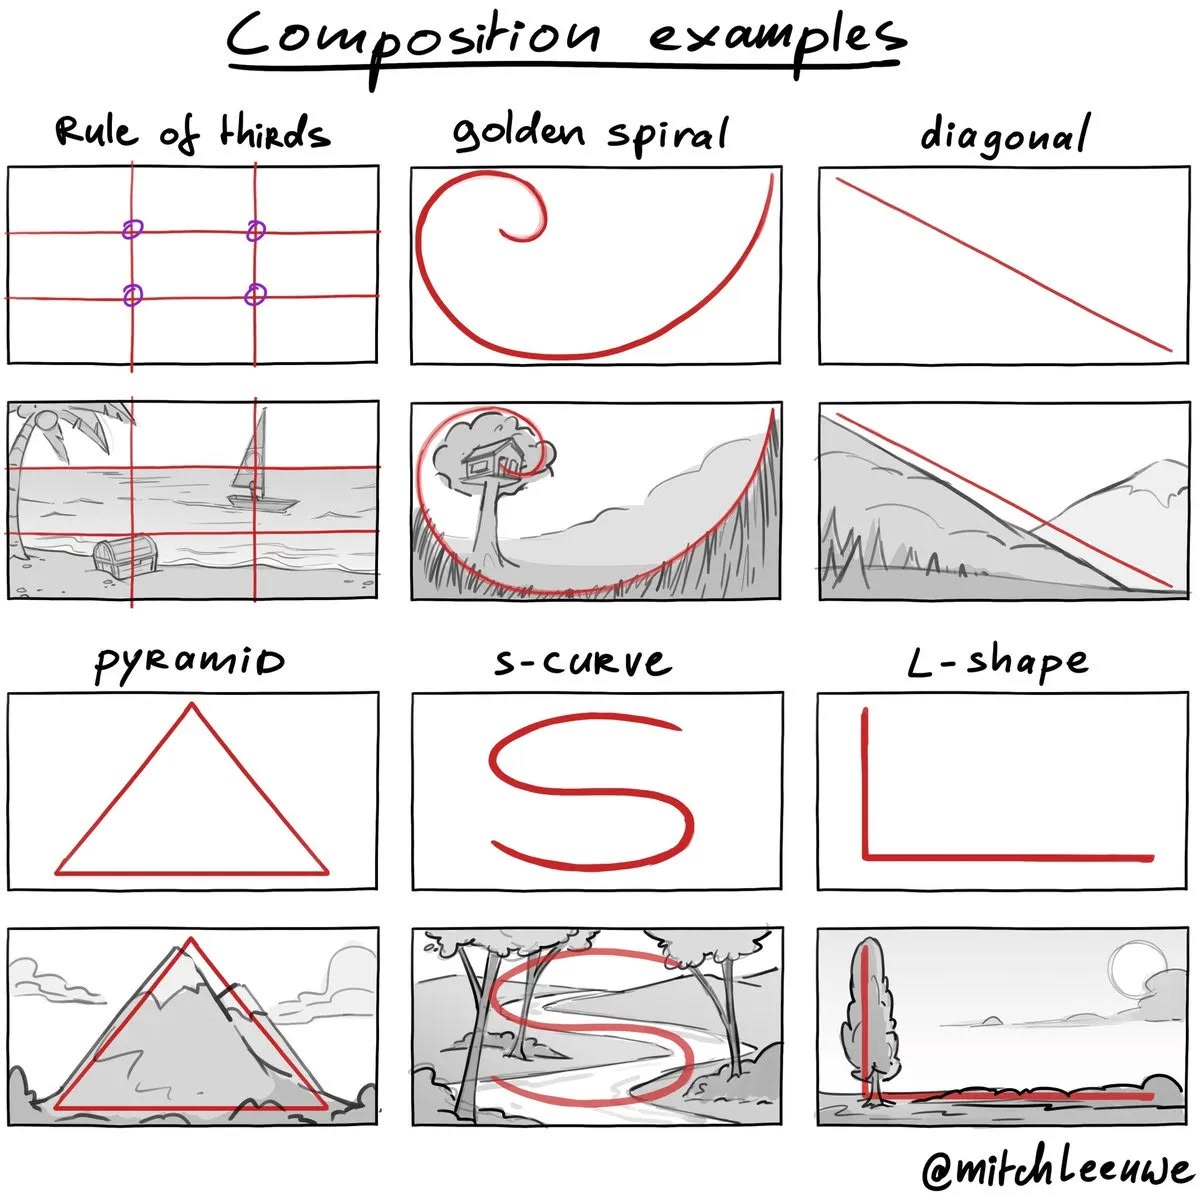 Composition examples
Rule of thirds
golden spiral
diagonal
pyramid
s-curve
L-shape
@mitchleeuwe